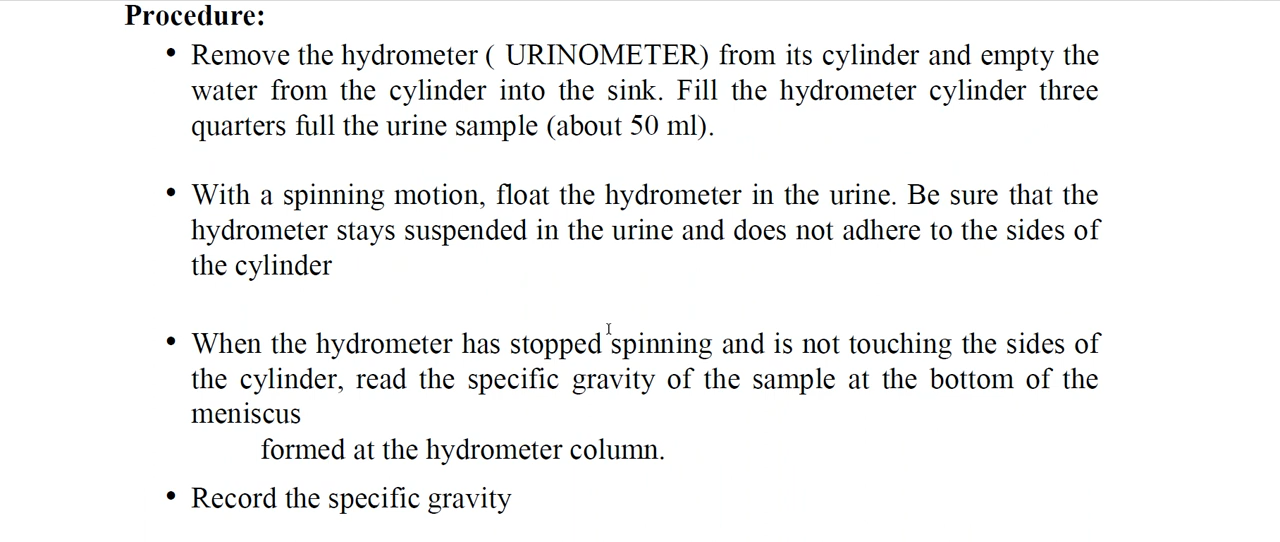 Procedure:
• Remove the hydrometer ( URINOMETER) from its cylinder and empty the
water from the cylinder into the sink. Fill the hydrometer cylinder three
quarters full the urine sample (about 50 ml).
• With a spinning motion, float the hydrometer in the urine. Be sure that the
hydrometer stays suspended in the urine and does not adhere to the sides of
the cylinder
• When the hydrometer has stopped spinning and is not touching the sides of
the cylinder, read the specific gravity of the sample at the bottom of the
meniscus
formed at the hydrometer column.
• Record the specific gravity